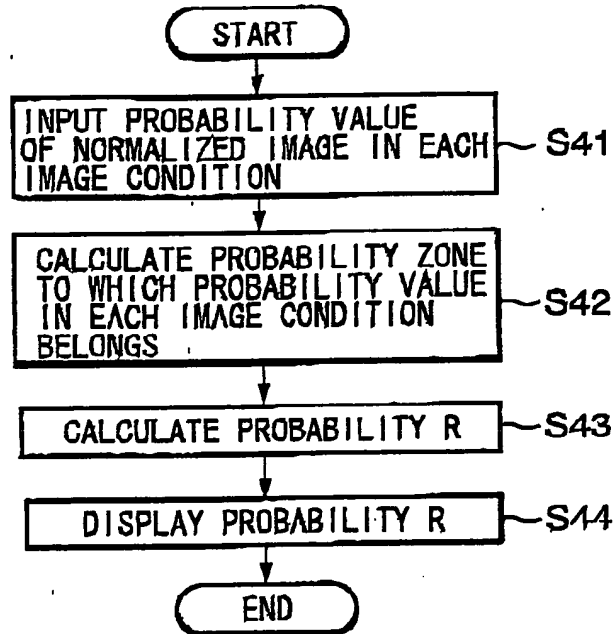 START
INPUT PROBABILITY VALUE
OF NORMALIZED IMAGE IN EACH
IMAGE CONDITION
S41
CALCULATE PROBABILITY ZONE
TO WHICH PROBABILITY VALUE
IN EACH IMAGE CONDITION
BELONGS
S42
CALCULATE PROBABILITY R
S43
DISPLAY PROBABILITY R
S44
END